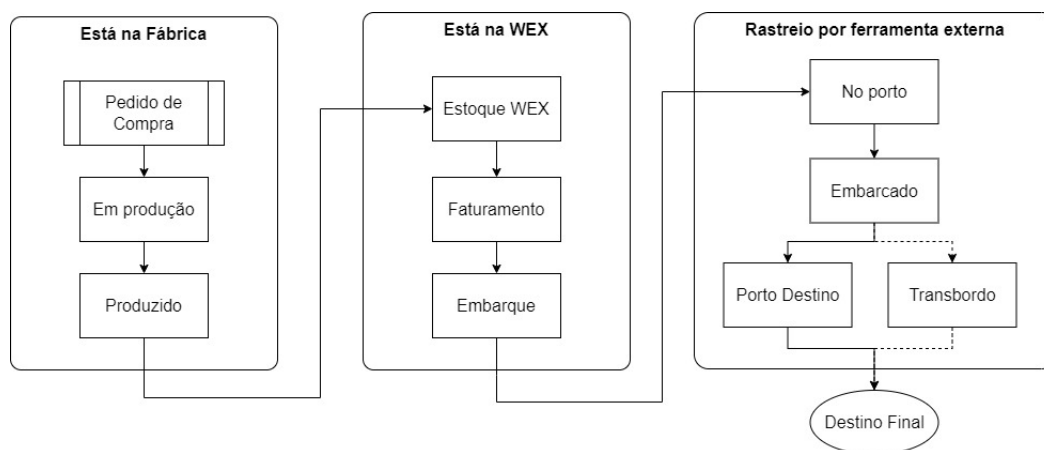 Está na Fábrica
Pedido de
Compra
Em produção
Produzido
Está na WEX
Estoque WEX
Faturamento
Embarque
Rastreio por ferramenta externa
No porto
Embarcado
Porto Destino
Transbordo
Destino Final